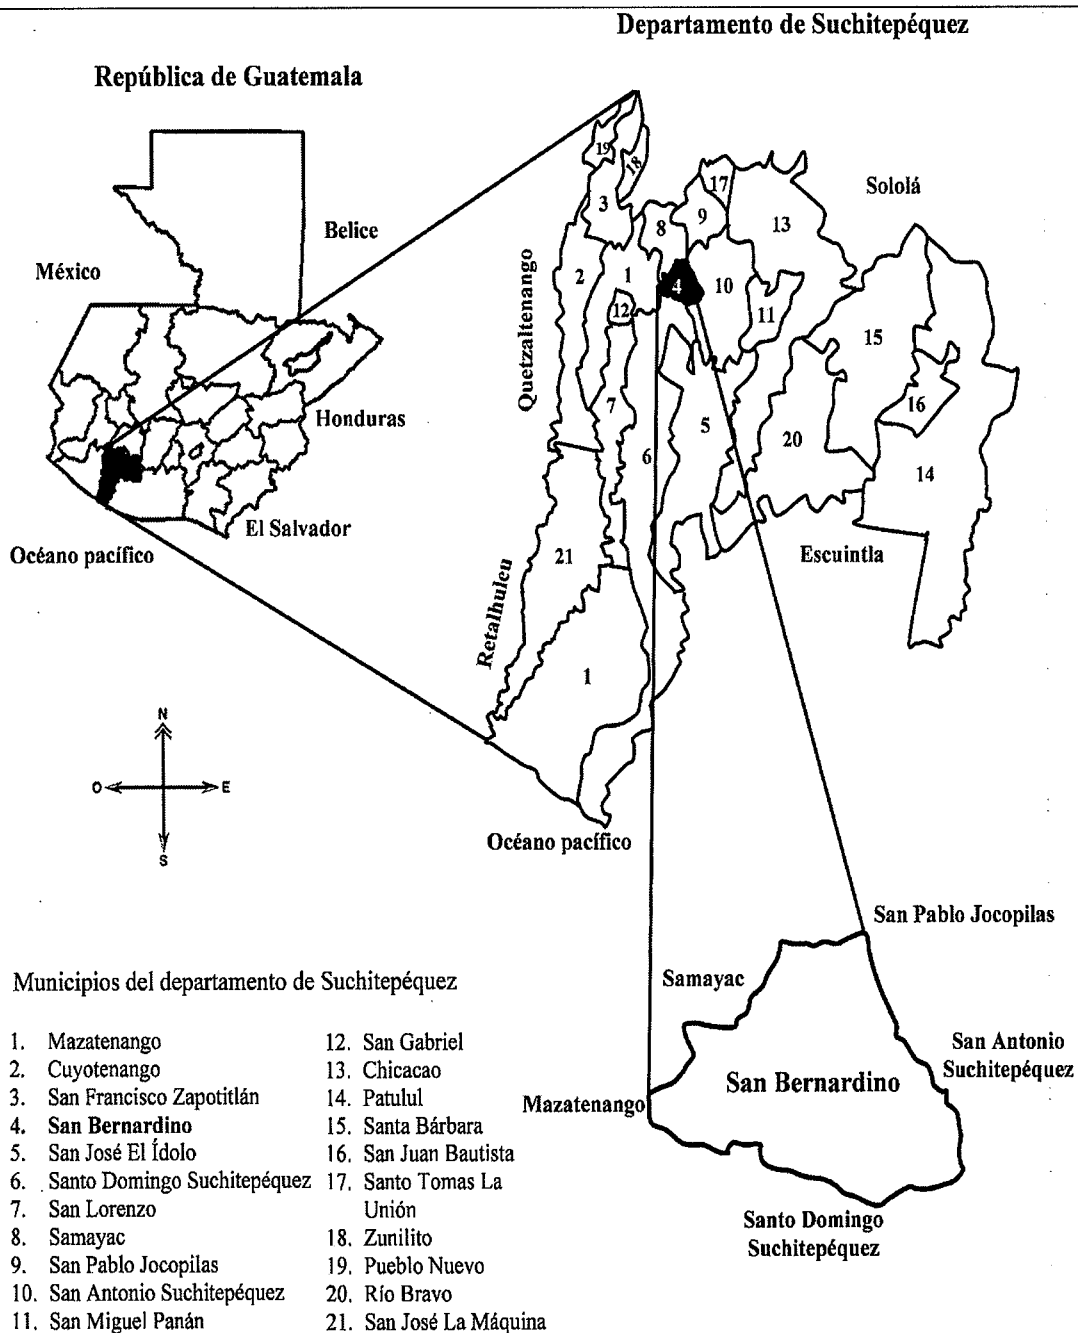 Departamento de Suchitepéquez
República de Guatemala
México
Belice
Honduras
El Salvador
Océano pacífico
Sololá
Quetzaltenango
Retalhuleu
Escuintla
Océano pacífico
19
18
17
3
8
9
13
2
1
4
10
12
11
15
7
16
5
6
20
14
21
1
N
O
E
S
San Pablo Jocopilas
Samayac
San Antonio
Suchitepéquez
San Bernardino
Mazatenango
Santo Domingo
Suchitepéquez
Municipios del departamento de Suchitepéquez
1. Mazatenango
2. Cuyotenango
3. San Francisco Zapotitlán
4. San Bernardino
5. San José El Ídolo
6. Santo Domingo Suchitepéquez
7. San Lorenzo
8. Samayac
9. San Pablo Jocopilas
10. San Antonio Suchitepéquez
11. San Miguel Panán
12. San Gabriel
13. Chicacao
14. Patulul
15. Santa Bárbara
16. San Juan Bautista
17. Santo Tomas La
Unión
18. Zunilito
19. Pueblo Nuevo
20. Río Bravo
21. San José La Máquina